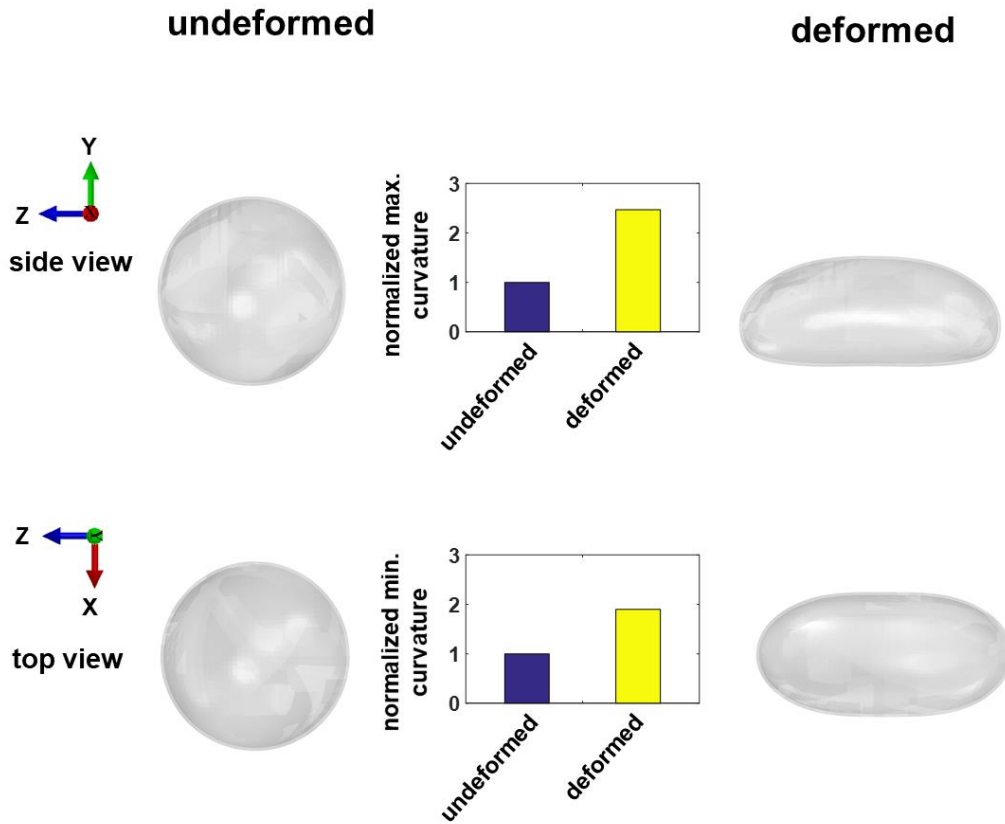 undeformed
deformed
Y
Z
X
side view
normalized max.
curvature
3
2
1
0
undeformed
deformed
Z
Y
X
top view
normalized min.
curvature
3
2
1
0
undeformed
deformed